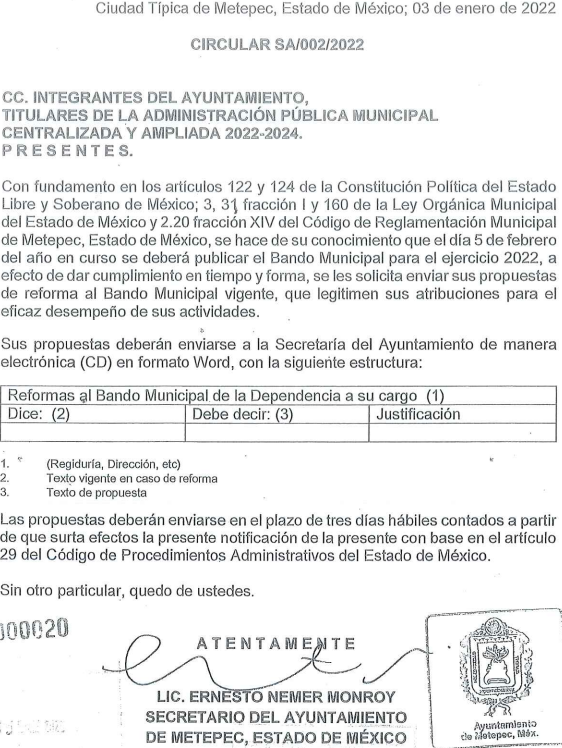 Ciudad Típica de Metepec, Estado de México; 03 de enero de 2022
CIRCULAR SA/002/2022
CC. INTEGRANTES DEL AYUNTAMIENTO,
TITULARES DE LA ADMINISTRACIÓN PÚBLICA MUNICIPAL
CENTRALIZADA Y AMPLIADA 2022-2024.
P R E S E N T E S.
Con fundamento en los artículos 122 y 124 de la Constitución Política del Estado
Libre y Soberano de México; 3, 31 fracción I y 160 de la Ley Orgánica Municipal
del Estado de México y 2.20 fracción XIV del Código de Reglamentación Municipal
de Metepec, Estado de México, se hace de su conocimiento que el día 5 de febrero
del año en curso se deberá publicar el Bando Municipal para el ejercicio 2022, a
efecto de dar cumplimiento en tiempo y forma, se les solicita enviar sus propuestas
de reforma al Bando Municipal vigente, que legitimen sus atribuciones para el
eficaz desempeño de sus actividades.
Sus propuestas deberán enviarse a la Secretaría del Ayuntamiento de manera
electrónica (CD) en formato Word, con la siguiente estructura:
Reformas al Bando Municipal de la Dependencia a su cargo (1)
Dice: (2) Debe decir: (3) Justificación
1. (Regiduría, Dirección, etc)
2. Texto vigente en caso de reforma
3. Texto de propuesta
Las propuestas deberán enviarse en el plazo de tres días hábiles contados a partir
de que surta efectos la presente notificación de la presente con base en el artículo
29 del Código de Procedimientos Administrativos del Estado de México.
Sin otro particular, quedo de ustedes.
000020
A T E N T A M E N T E
LIC. ERNESTO NEMER MONROY
SECRETARIO DEL AYUNTAMIENTO
DE METEPEC, ESTADO DE MÉXICO
Ayuntamiento
de Metepec, Méx.